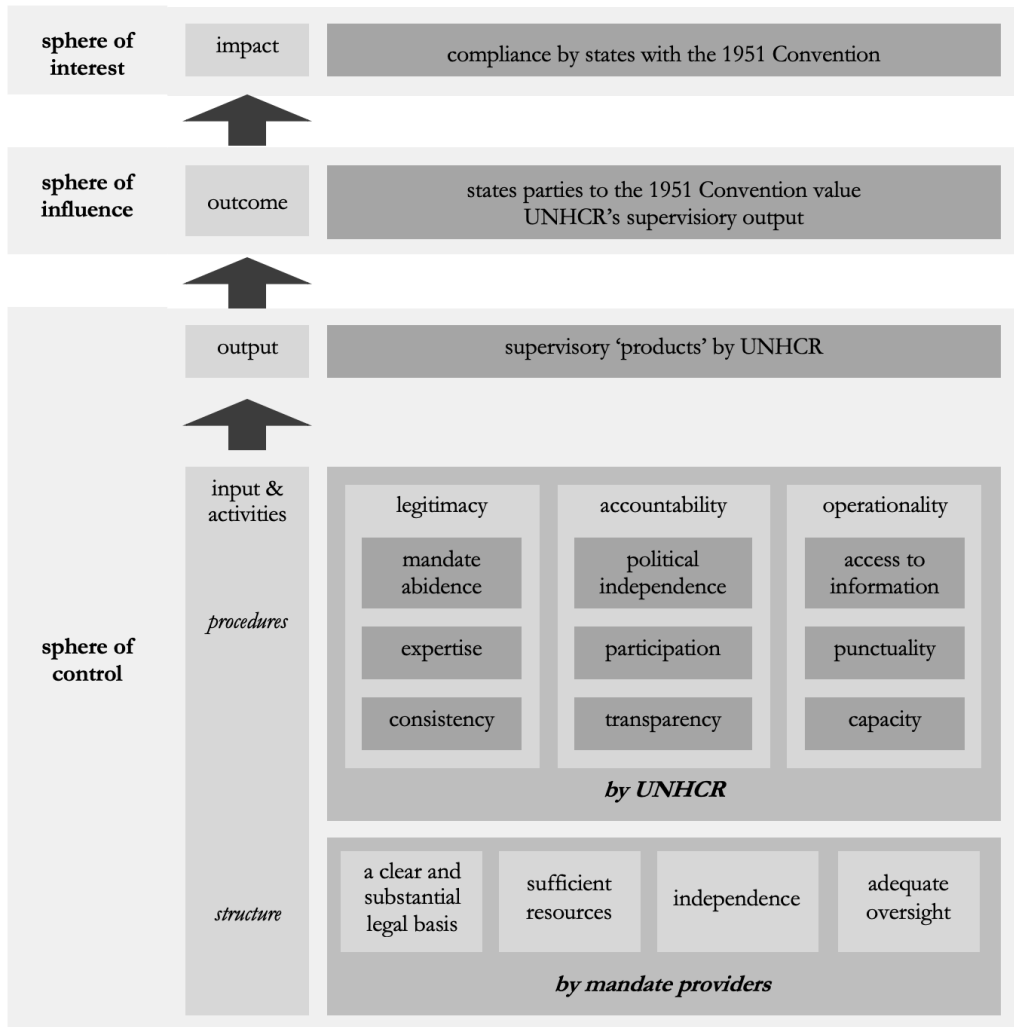 sphere of
interest
impact
compliance by states with the 1951 Convention
sphere of
influence
outcome
states parties to the 1951 Convention value
UNHCR's supervisiory output
output
supervisory ‘products’ by UNHCR
sphere of
control
input &
activities
procedures
legitimacy
mandate
abidence
expertise
consistency
accountability
political
independence
participation
transparency
operationality
access to
information
punctuality
capacity
by UNHCR
structure
a clear and
substantial
legal basis
sufficient
resources
independence
adequate
oversight
by mandate providers